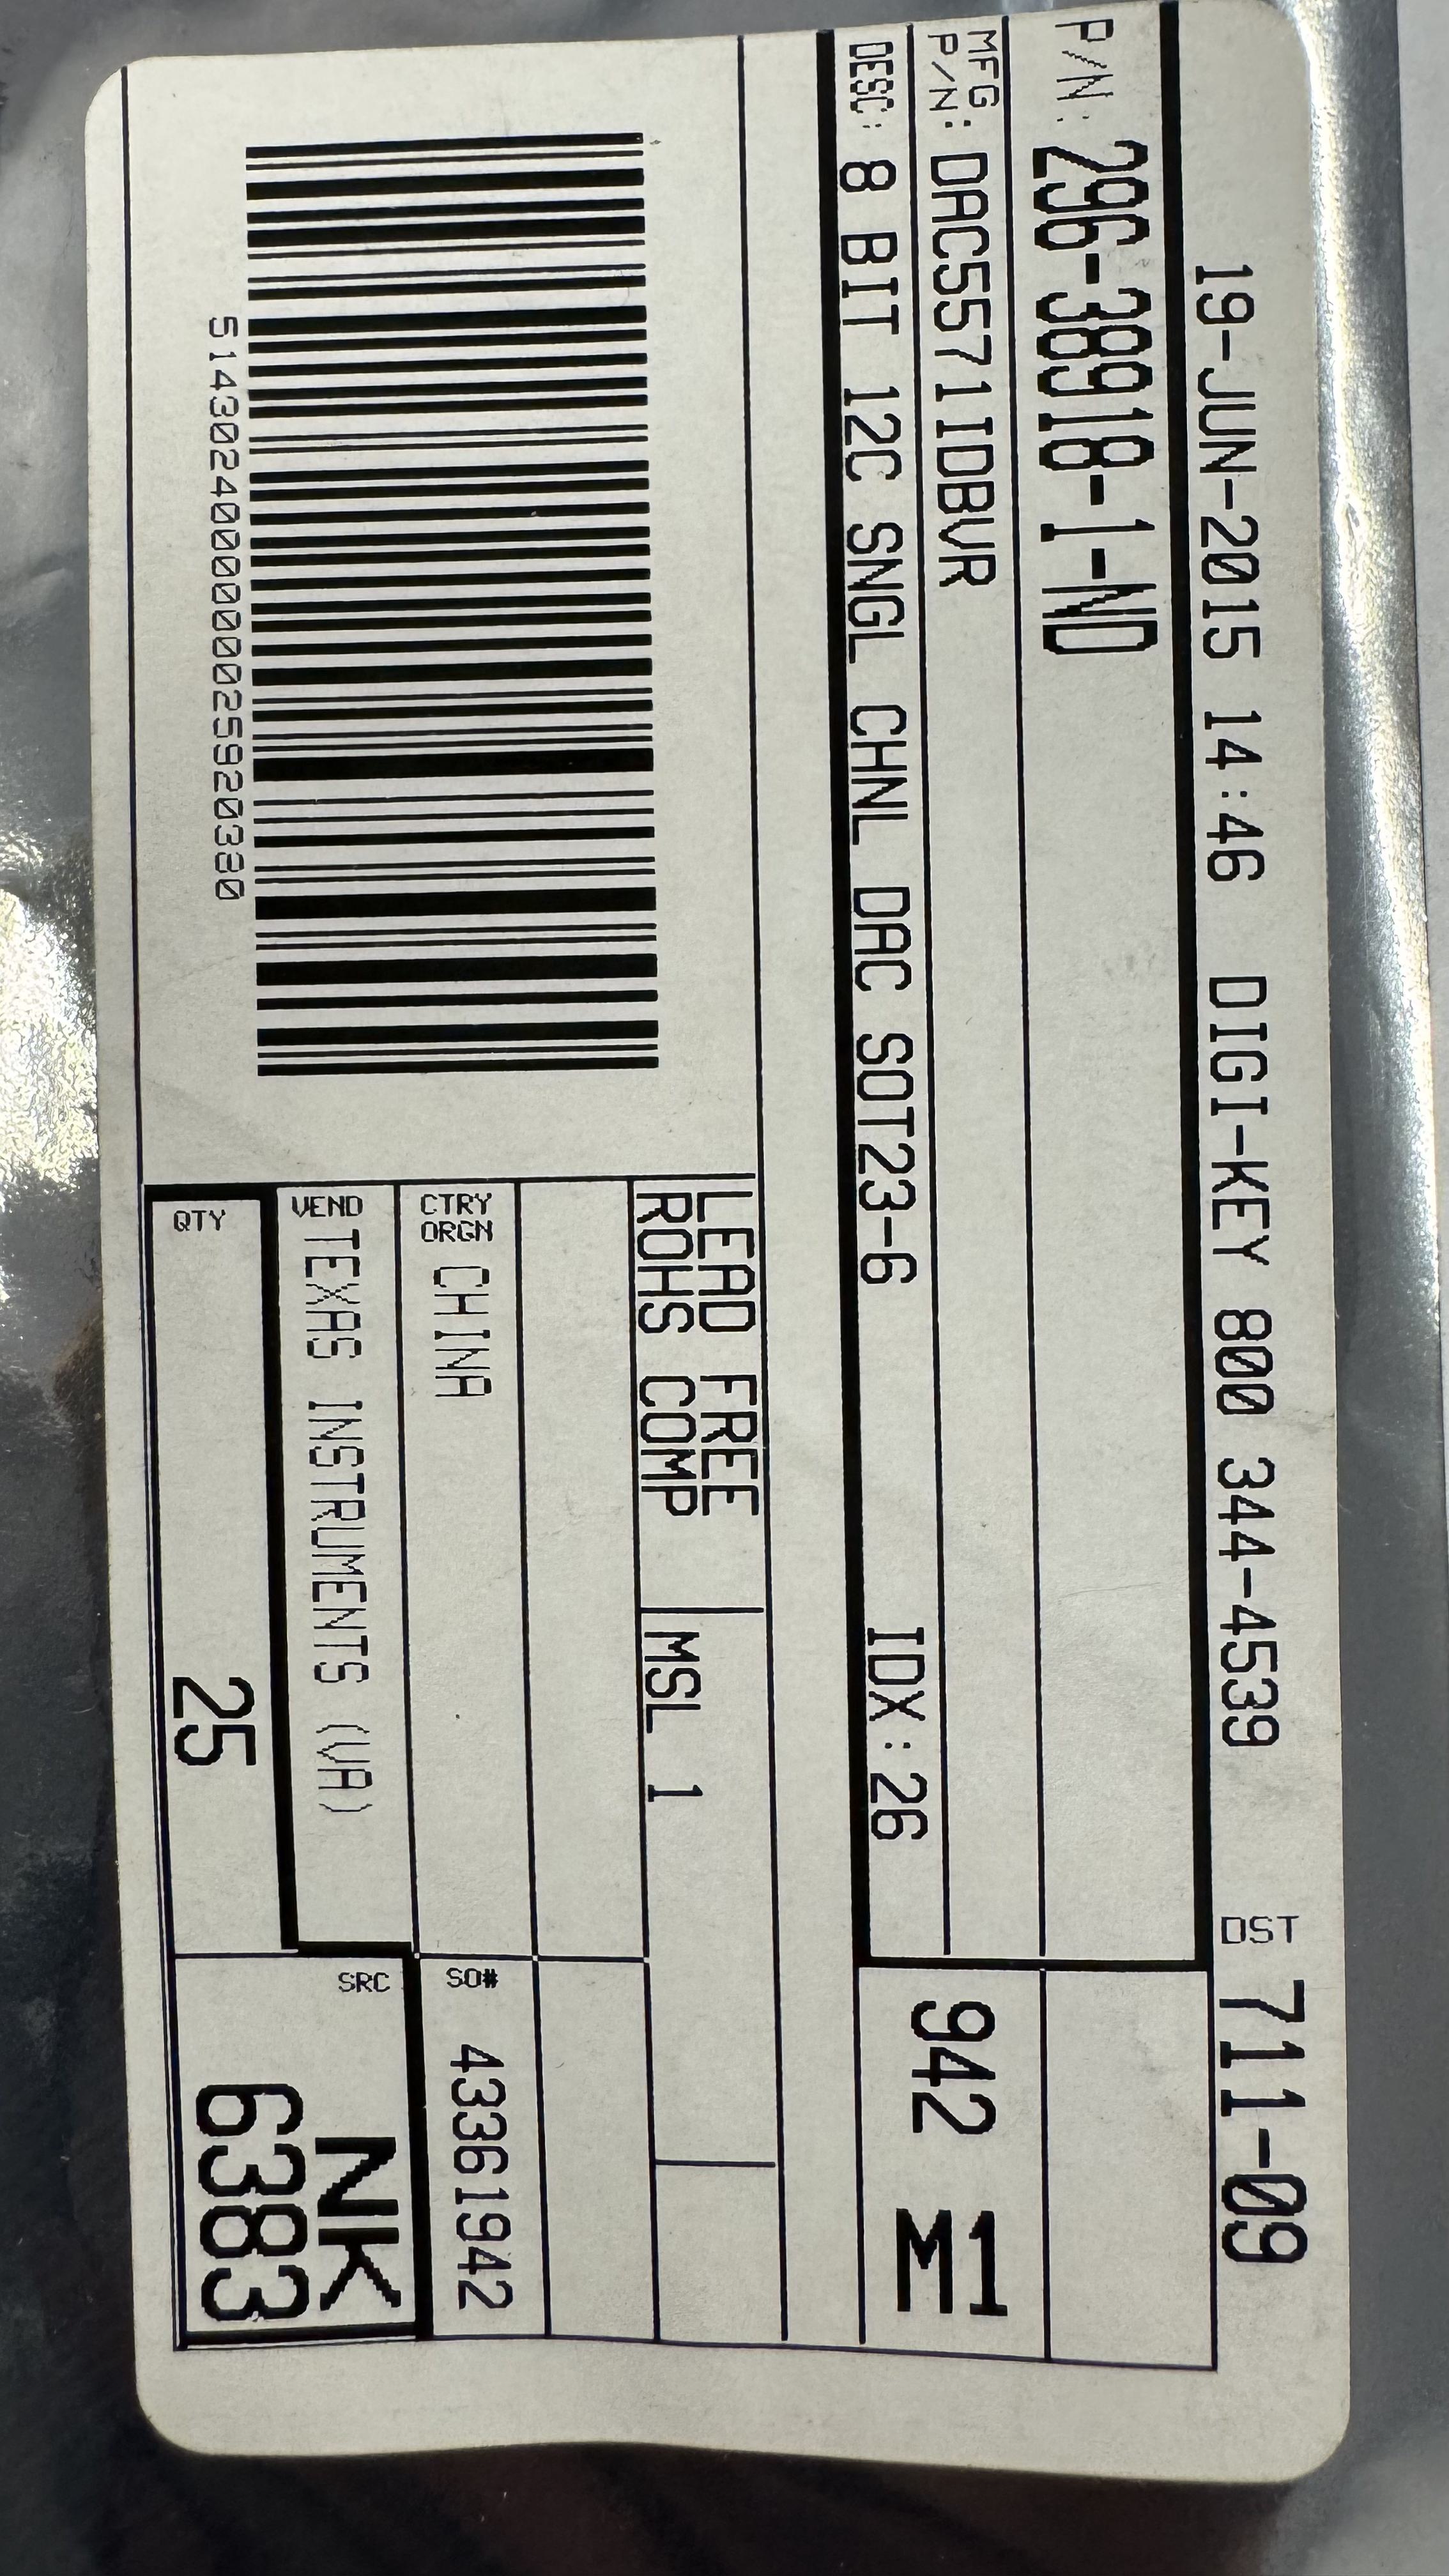 19-JUN-2015 14:46 DIGI-KEY 800 344-4539 DST 711-09
P/N: 296-38918-1-ND
MFG P/N: DAC5571IDBVR
DESC: 8 BIT 12C SNGL CHNL DAC SOT23-6 IDX:26
942 M1
LEAD FREE
ROHS COMP
MSL 1
CTRY ORGN CHINA
SO# 43361942
VEND TEXAS INSTRUMENTS (VA)
SRC NK
6383
QTY 25